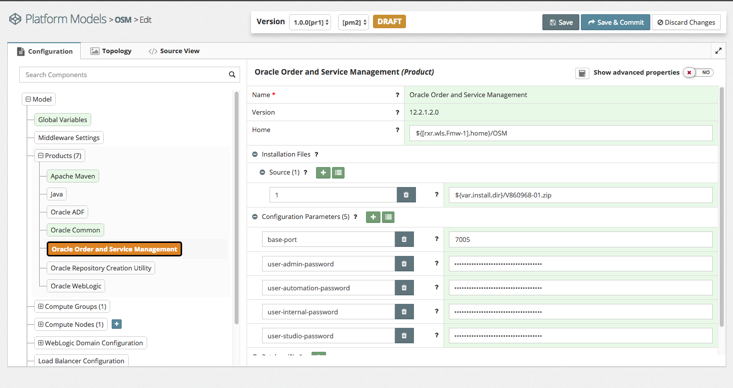 Platform Models > OSM > Edit
Version 1.0.0[pr1] [pm2] DRAFT
Save Save & Commit Discard Changes
Configuration Topology Source View
Search Components
Model
Global Variables
Middleware Settings
Products (7)
Apache Maven
Java
Oracle ADF
Oracle Common
Oracle Order and Service Management
Oracle Repository Creation Utility
Oracle WebLogic
Compute Groups (1)
Compute Nodes (1)
WebLogic Domain Configuration
Load Balancer Configuration
Oracle Order and Service Management (Product)
Show advanced properties NO
Name * ? Oracle Order and Service Management
Version ? 12.2.1.2.0
Home ? ${[rxr.wls.Fmw-1].home}/OSM
Installation Files ?
Source (1) ?
1 ? ${var.install.dir}/V860968-01.zip
Configuration Parameters (5) ?
base-port ? 7005
user-admin-password ?
user-automation-password ?
user-internal-password ?
user-studio-password ?